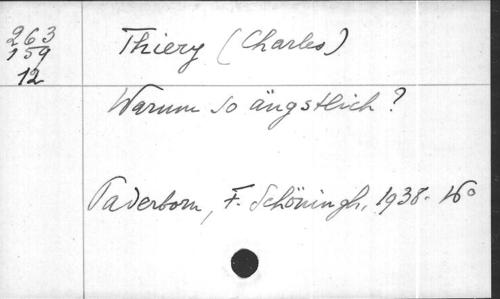 263
159
12
Thiery (Charles)
Warum so ängstlich?
Paderborn, F. Schöningh, 1938. 16°